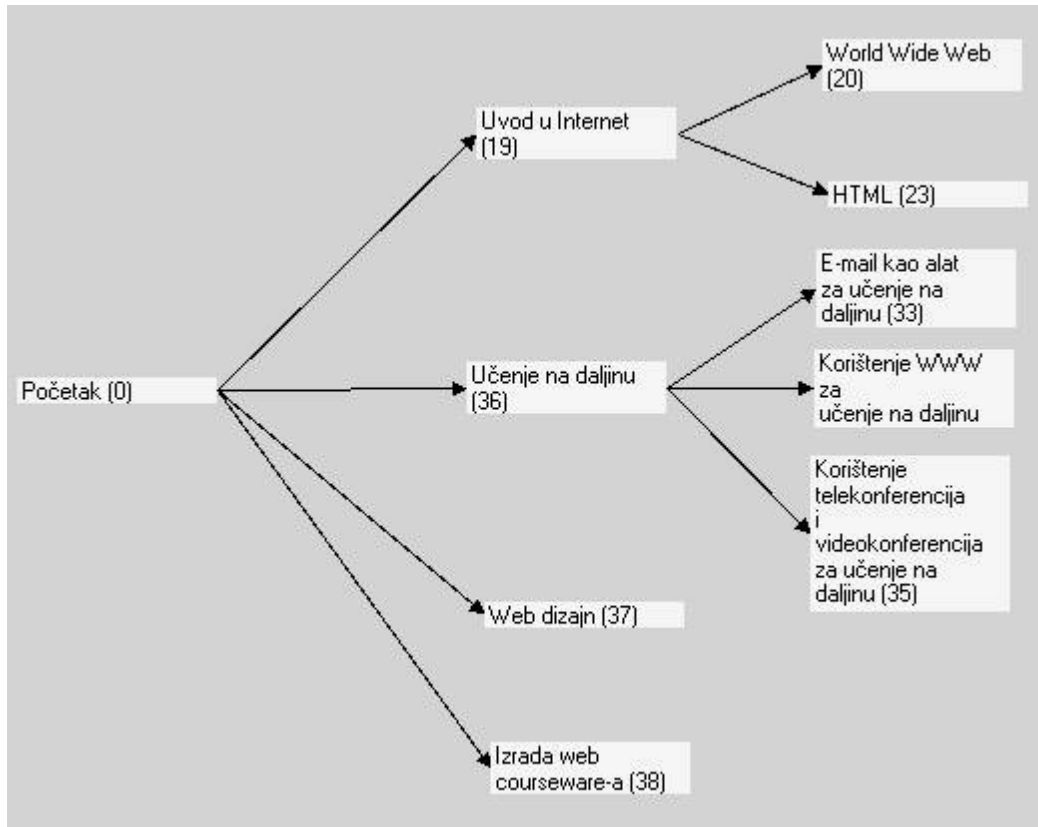 World Wide Web
(20)
Uvod u Internet
(19)
HTML (23)
E-mail kao alat
za učenje na
daljinu (33)
Početak (0)
Učenje na daljinu
(36)
Korištenje WWW
za
učenje na daljinu
Korištenje
telekonferencija
i
videokonferencija
za učenje na
daljinu (35)
Web dizajn (37)
Izrada web
courseware-a (38)